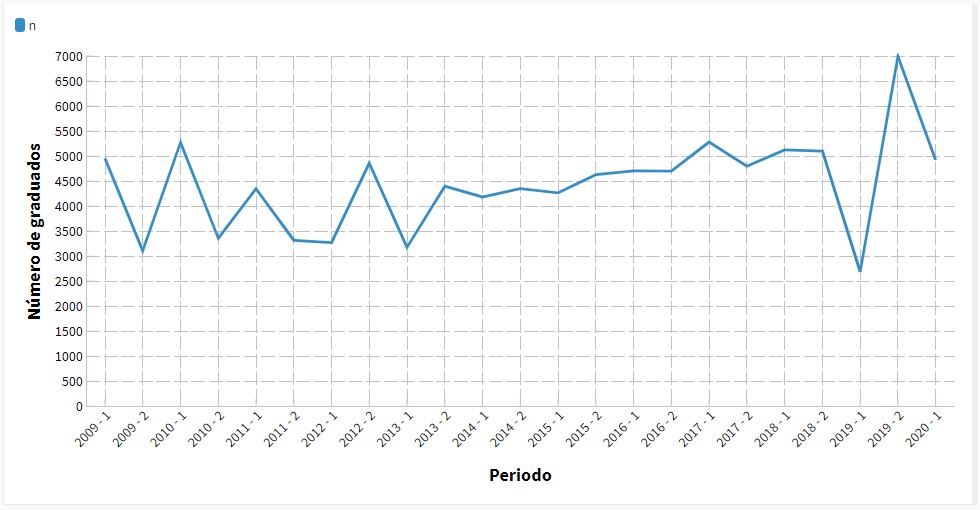 n
7000
6500
6000
5500
5000
4500
4000
3500
3000
2500
2000
1500
1000
500
0
Número de graduados
2009 - 1
2009 - 2
2010 - 1
2010 - 2
2011 - 1
2011 - 2
2012 - 1
2012 - 2
2013 - 1
2013 - 2
2014 - 1
2014 - 2
2015 - 1
2015 - 2
2016 - 1
2016 - 2
2017 - 1
2017 - 2
2018 - 1
2018 - 2
2019 - 1
2019 - 2
2020 - 1
Periodo